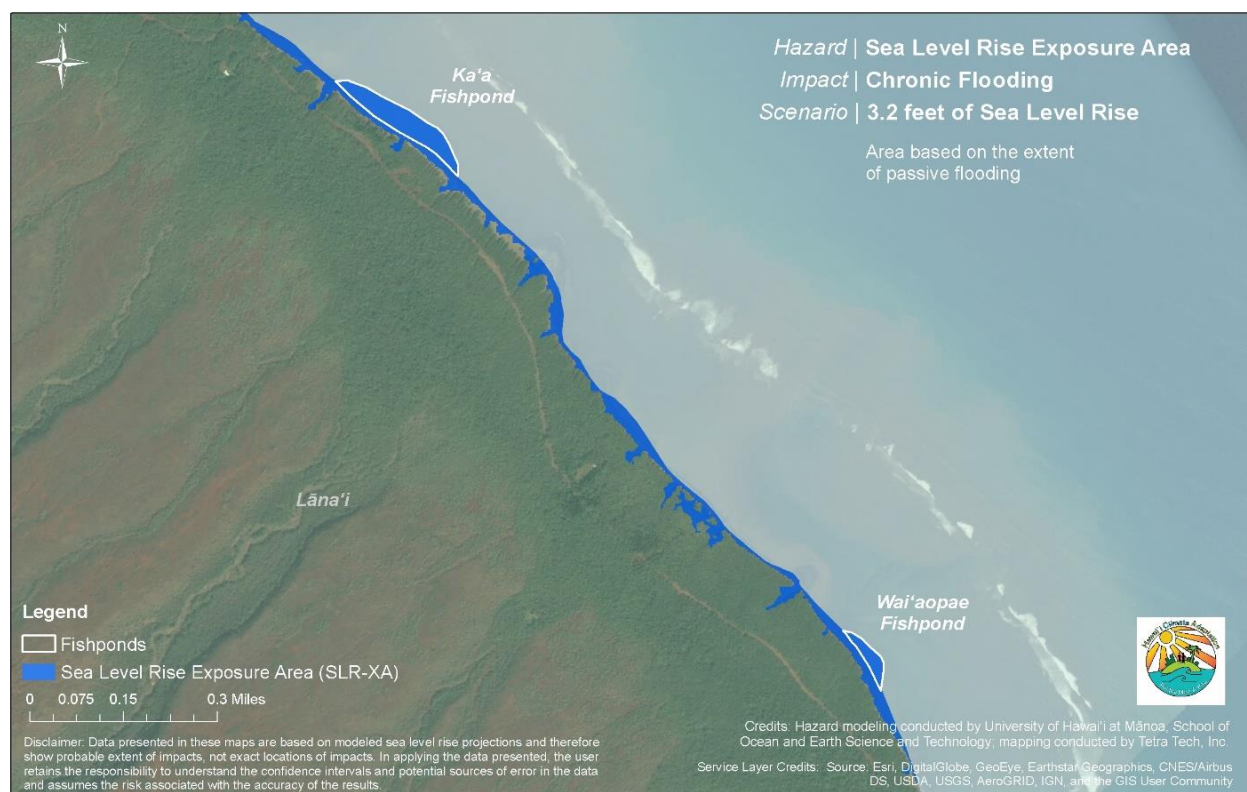 N
Hazard | Sea Level Rise Exposure Area
Impact | Chronic Flooding
Scenario | 3.2 feet of Sea Level Rise
Area based on the extent
of passive flooding
Ka‘a
Fishpond
Lāna‘i
Wai‘aopae
Fishpond
Legend
Fishponds
Sea Level Rise Exposure Area (SLR-XA)
0 0.075 0.15 0.3 Miles
Disclaimer: Data presented in these maps are based on modeled sea level rise projections and therefore
show probable extent of impacts, not exact locations of impacts. In applying the data presented, the user
retains the responsibility to understand the confidence intervals and potential sources of error in the data
and assumes the risk associated with the accuracy of the results.
Hawai‘i Climate Adaptation
Credits: Hazard modeling conducted by University of Hawai‘i at Mānoa, School of
Ocean and Earth Science and Technology; mapping conducted by Tetra Tech, Inc.
Service Layer Credits: Source: Esri, DigitalGlobe, GeoEye, Earthstar Geographics, CNES/Airbus
DS, USDA, USGS, AeroGRID, IGN, and the GIS User Community